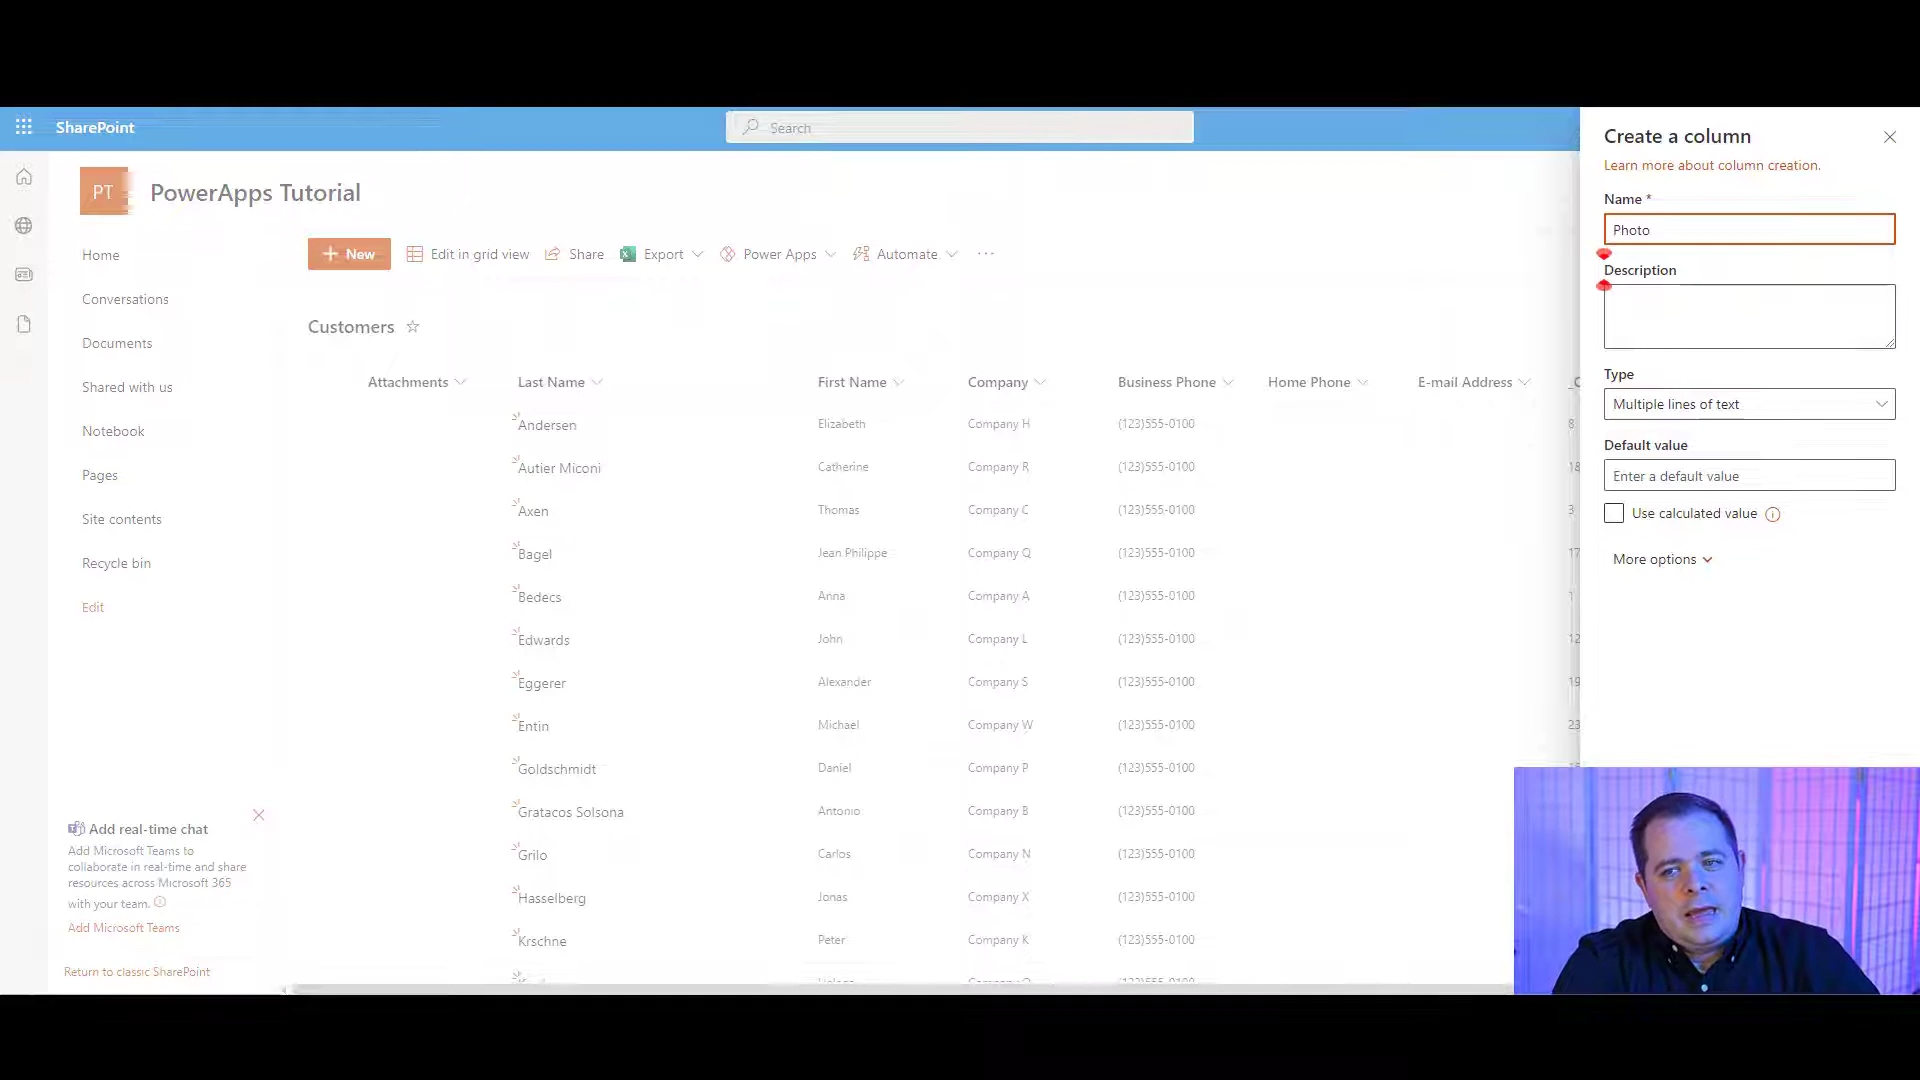 SharePoint
Search
PT
PowerApps Tutorial
Home
Conversations
Documents
Shared with us
Notebook
Pages
Site contents
Recycle bin
Edit
Add real-time chat
Add Microsoft Teams to
collaborate in real-time and share
resources across Microsoft 365
with your team.
Add Microsoft Teams
Return to classic SharePoint
New Edit in grid view Share Export Power Apps Automate ···
Customers
Attachments Last Name First Name Company Business Phone Home Phone E-mail Address
Andersen Elizabeth Company H (123)555-0100 8
Autier Miconi Catherine Company R (123)555-0100 18
Axen Thomas Company C (123)555-0100 3
Bagel Jean Philippe Company Q (123)555-0100 17
Bedecs Anna Company A (123)555-0100 1
Edwards John Company L (123)555-0100 12
Eggerer Alexander Company S (123)555-0100 19
Entin Michael Company W (123)555-0100 23
Goldschmidt Daniel Company P (123)555-0100
Gratacos Solsona Antonio Company B (123)555-0100
Grilo Carlos Company N (123)555-0100
Hasselberg Jonas Company X (123)555-0100
Krschne Peter Company K (123)555-0100
Create a column
Learn more about column creation.
Name *
Photo
Description
Type
Multiple lines of text
Default value
Enter a default value
Use calculated value
More options